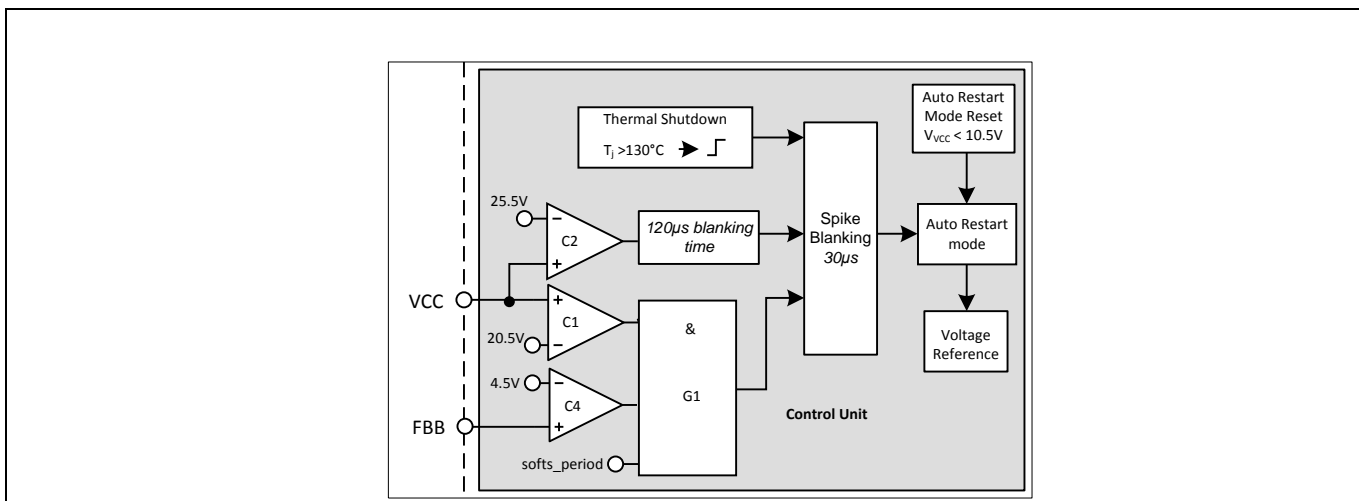 Thermal Shutdown
Tj >130°C
Auto Restart
Mode Reset
VVCC < 10.5V
25.5V
−
C2
+
120µs blanking
time
Spike
Blanking
30µs
Auto Restart
mode
VCC
+
C1
20.5V
−
&
G1
Voltage
Reference
4.5V
−
C4
+
FBB
Control Unit
softs_period